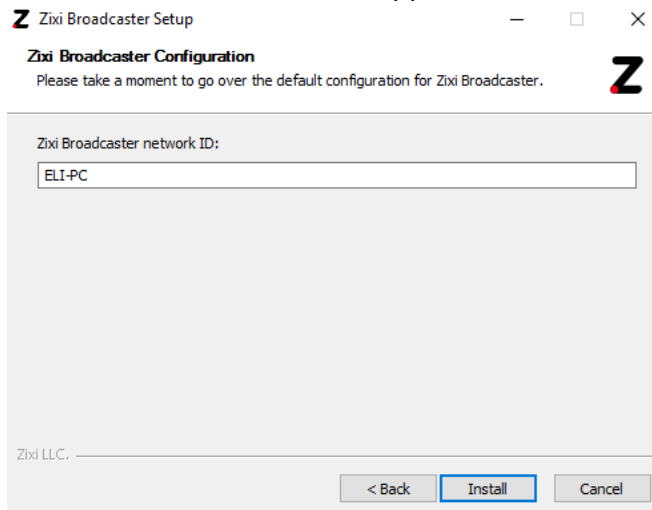 Z Zixi Broadcaster Setup
Zixi Broadcaster Configuration
Please take a moment to go over the default configuration for Zixi Broadcaster.
Z
Zixi Broadcaster network ID:
ELI-PC
Zixi LLC.
< Back Install Cancel